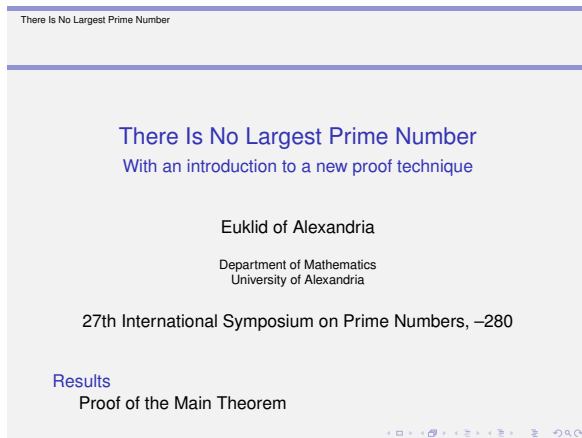 There Is No Largest Prime Number
There Is No Largest Prime Number
With an introduction to a new proof technique
Euklid of Alexandria
Department of Mathematics
University of Alexandria
27th International Symposium on Prime Numbers, –280
Results
Proof of the Main Theorem